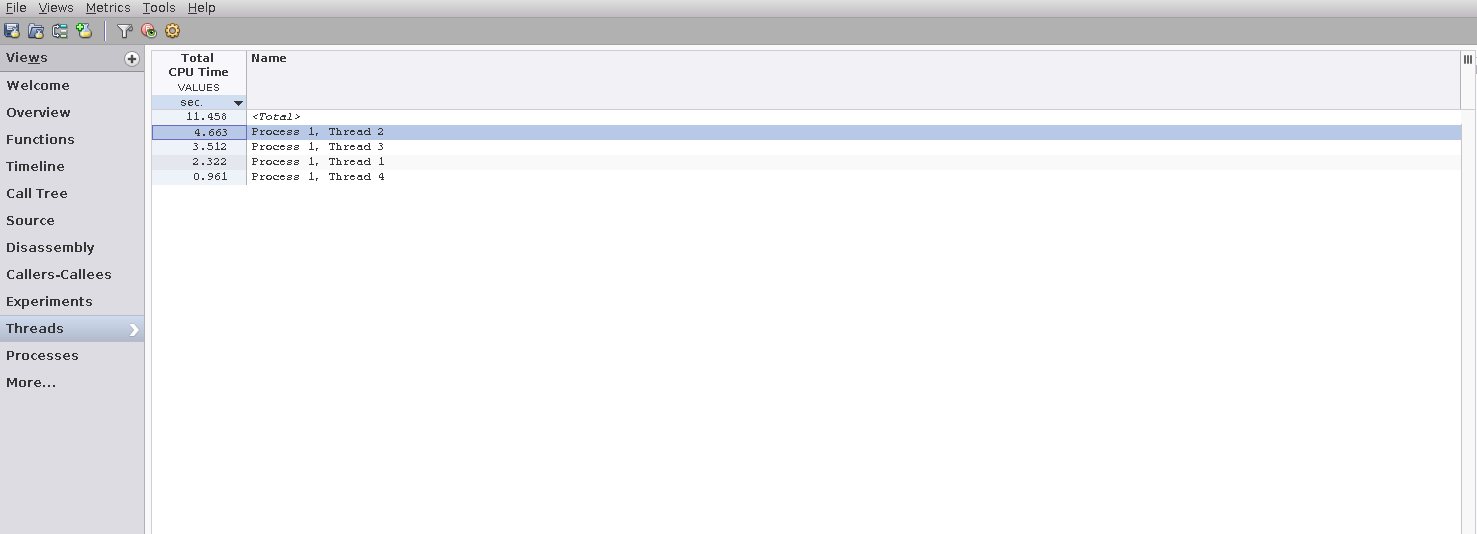 File Views Metrics Tools Help
Views
Welcome
Overview
Functions
Timeline
Call Tree
Source
Disassembly
Callers-Callees
Experiments
Threads
Processes
More...
Total Name
CPU Time
VALUES
sec.
11.458 <Total>
4.663 Process 1, Thread 2
3.512 Process 1, Thread 3
2.322 Process 1, Thread 1
0.961 Process 1, Thread 4